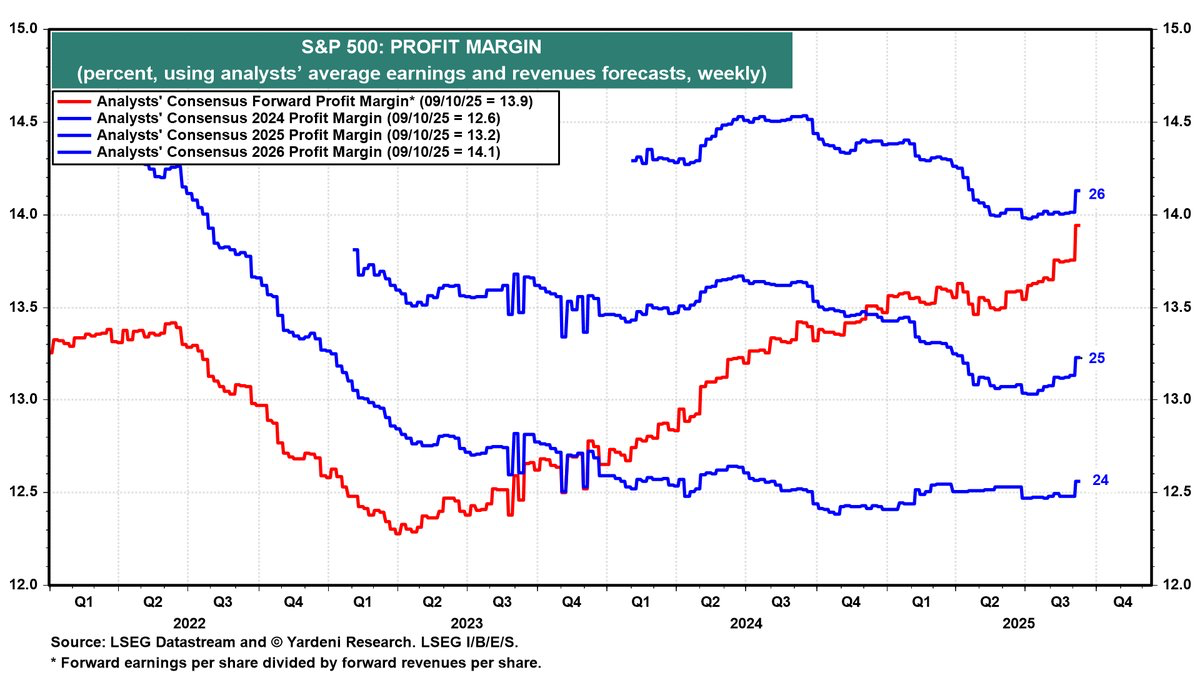 S&P 500: PROFIT MARGIN
(percent, using analysts’ average earnings and revenues forecasts, weekly)
Analysts' Consensus Forward Profit Margin* (09/10/25 = 13.9)
Analysts' Consensus 2024 Profit Margin (09/10/25 = 12.6)
Analysts' Consensus 2025 Profit Margin (09/10/25 = 13.2)
Analysts' Consensus 2026 Profit Margin (09/10/25 = 14.1)
15.0 15.0
14.5 14.5
14.0 14.0
13.5 13.5
13.0 13.0
12.5 12.5
12.0 12.0
26
25
24
Q1 Q2 Q3 Q4 Q1 Q2 Q3 Q4 Q1 Q2 Q3 Q4 Q1 Q2 Q3 Q4
2022 2023 2024 2025
Source: LSEG Datastream and © Yardeni Research. LSEG I/B/E/S.
* Forward earnings per share divided by forward revenues per share.